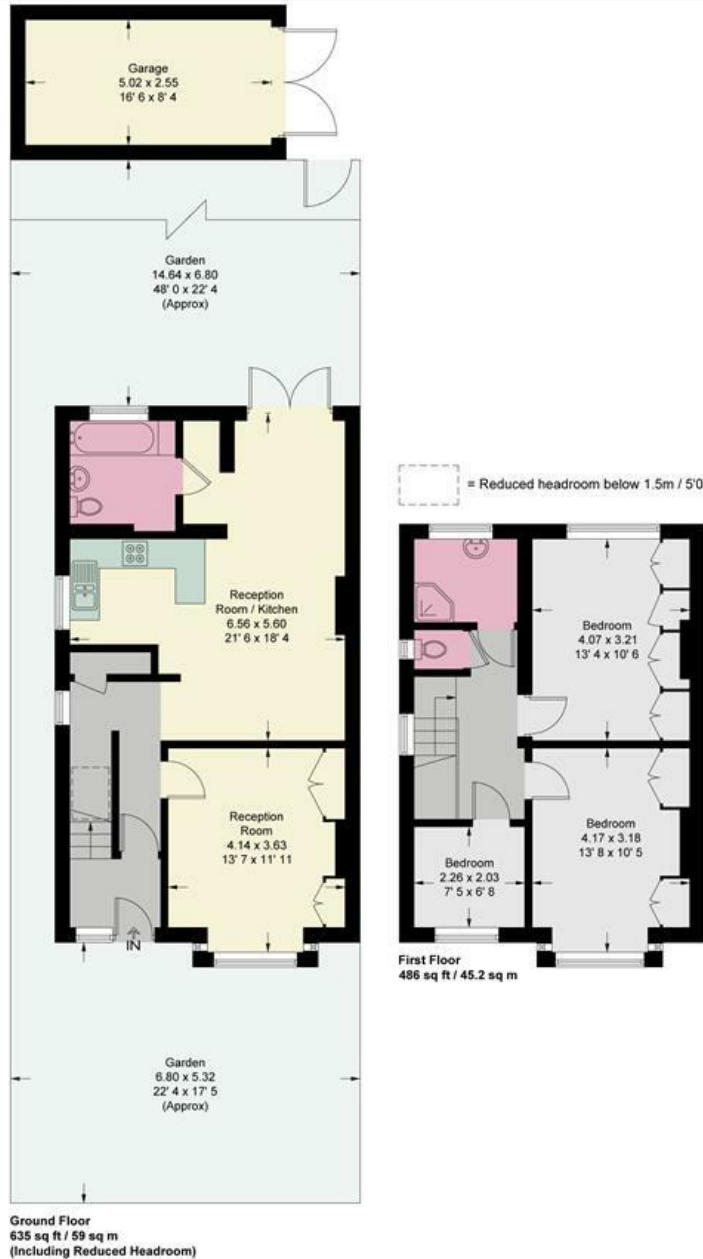 Garage
5.02 x 2.55
16' 6 x 8' 4
Garden
14.64 x 6.80
48' 0 x 22' 4
(Approx)
= Reduced headroom below 1.5m / 5'0
Reception
Room / Kitchen
6.56 x 5.60
21' 6 x 18' 4
Reception
Room
4.14 x 3.63
13' 7 x 11' 11
IN
Garden
6.80 x 5.32
22' 4 x 17' 5
(Approx)
Ground Floor
635 sq ft / 59 sq m
(Including Reduced Headroom)
Bedroom
4.07 x 3.21
13' 4 x 10' 6
Bedroom
4.17 x 3.18
13' 8 x 10' 5
Bedroom
2.26 x 2.03
7' 5 x 6' 8
First Floor
486 sq ft / 45.2 sq m